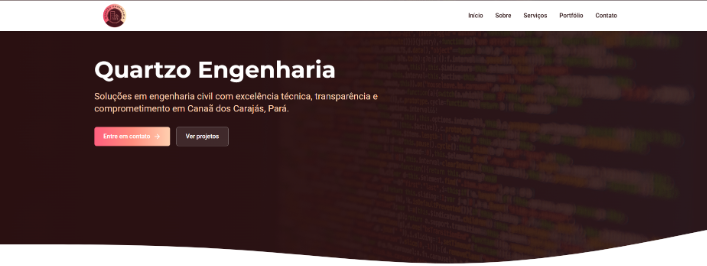 Início Sobre Serviços Portfólio Contato
Quartzo Engenharia
Soluções em engenharia civil com excelência técnica, transparência e
comprometimento em Canaã dos Carajás, Pará.
Entre em contato → Ver projetos